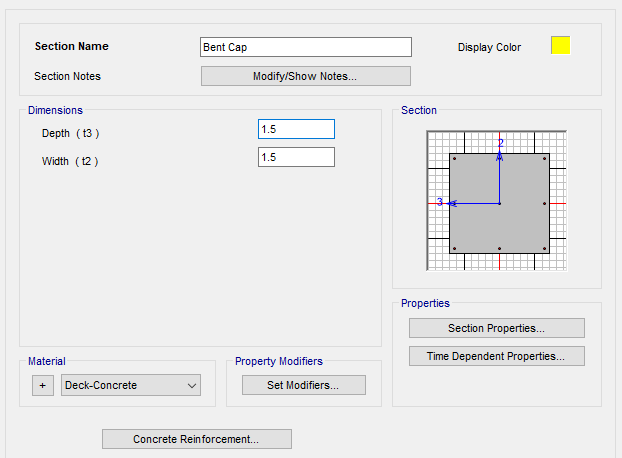 Section Name
Bent Cap
Display Color
Section Notes
Modify/Show Notes...
Dimensions
Depth ( t3 )
1.5
Width ( t2 )
1.5
Section
2
3
Properties
Section Properties...
Time Dependent Properties...
Material
+
Deck-Concrete
Property Modifiers
Set Modifiers...
Concrete Reinforcement...